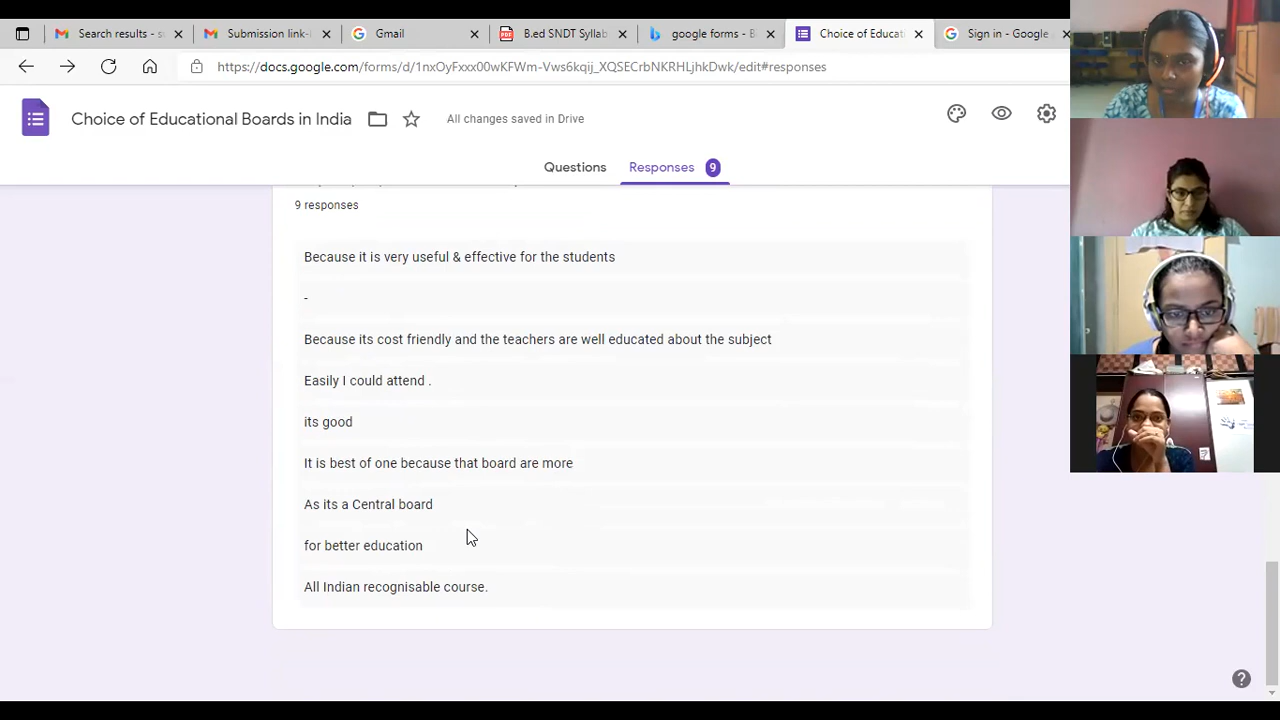 Search results - s
Submission link-
Gmail
B.ed SNDT Syllab
google forms - B
Choice of Educati
Sign in - Google
https://docs.google.com/forms/d/1mOyFxxx00wKFWm-Vws6kqij_XQSECrbNKRHLjhkDwk/edit#responses
Choice of Educational Boards in India
All changes saved in Drive
Questions
Responses 9
9 responses
Because it is very useful & effective for the students
-
Because its cost friendly and the teachers are well educated about the subject
Easily I could attend .
its good
It is best of one because that board are more
As its a Central board
for better education
All Indian recognisable course.